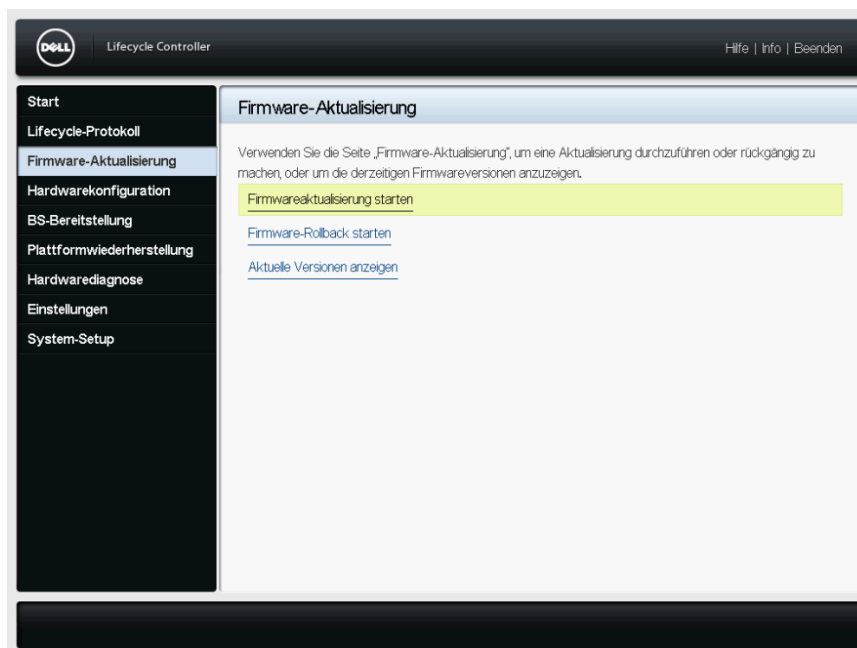 DELL
Lifecycle Controller
Hilfe | Info | Beenden
Start
Lifecycle-Protokoll
Firmware-Aktualisierung
Hardwarekonfiguration
BS-Bereitstellung
Plattformwiederherstellung
Hardwarediagnose
Einstellungen
System-Setup
Firmware-Aktualisierung
Verwenden Sie die Seite „Firmware-Aktualisierung“, um eine Aktualisierung durchzuführen oder rückgängig zu
machen, oder um die derzeitigen Firmwareversionen anzuzeigen.
Firmwareaktualisierung starten
Firmware-Rollback starten
Aktuelle Versionen anzeigen